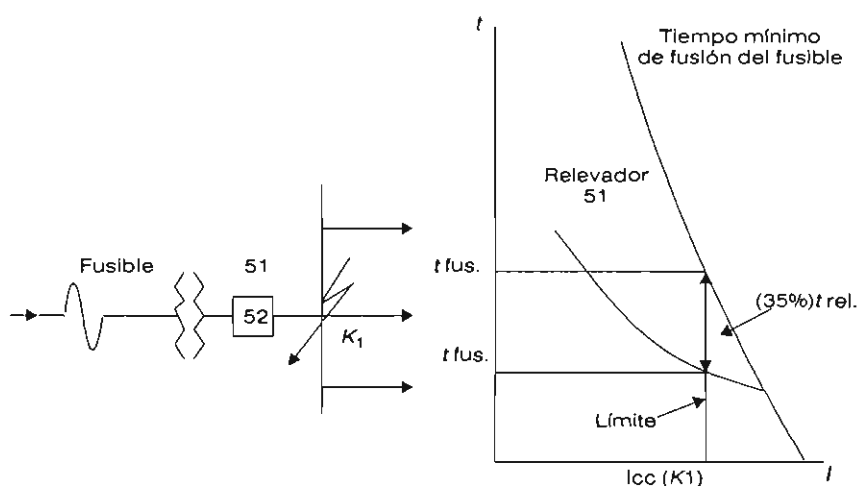 Fusible
51
52
K₁
t
Tiempo mínimo
de fusión del fusible
Relevador
51
t fus.
(35%) t rel.
t fus.
Límite
Icc (K1)
I